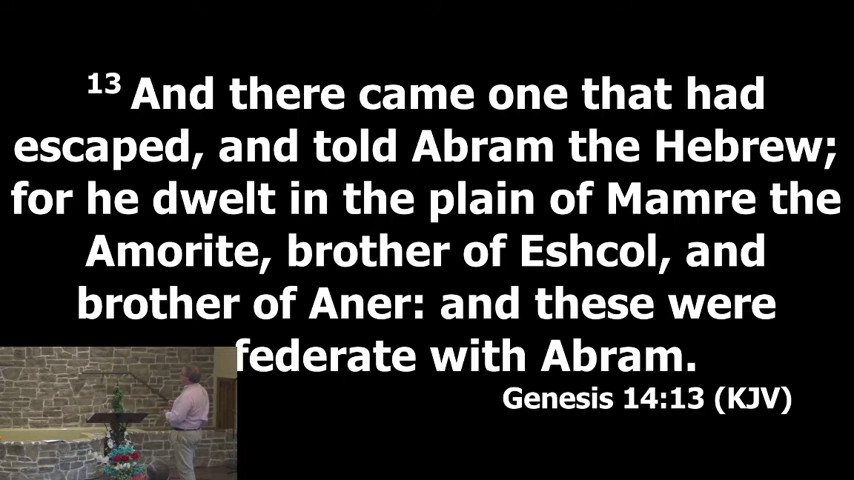 13 And there came one that had
escaped, and told Abram the Hebrew;
for he dwelt in the plain of Mamre the
Amorite, brother of Eshcol, and
brother of Aner: and these were
federate with Abram.
Genesis 14:13 (KJV)